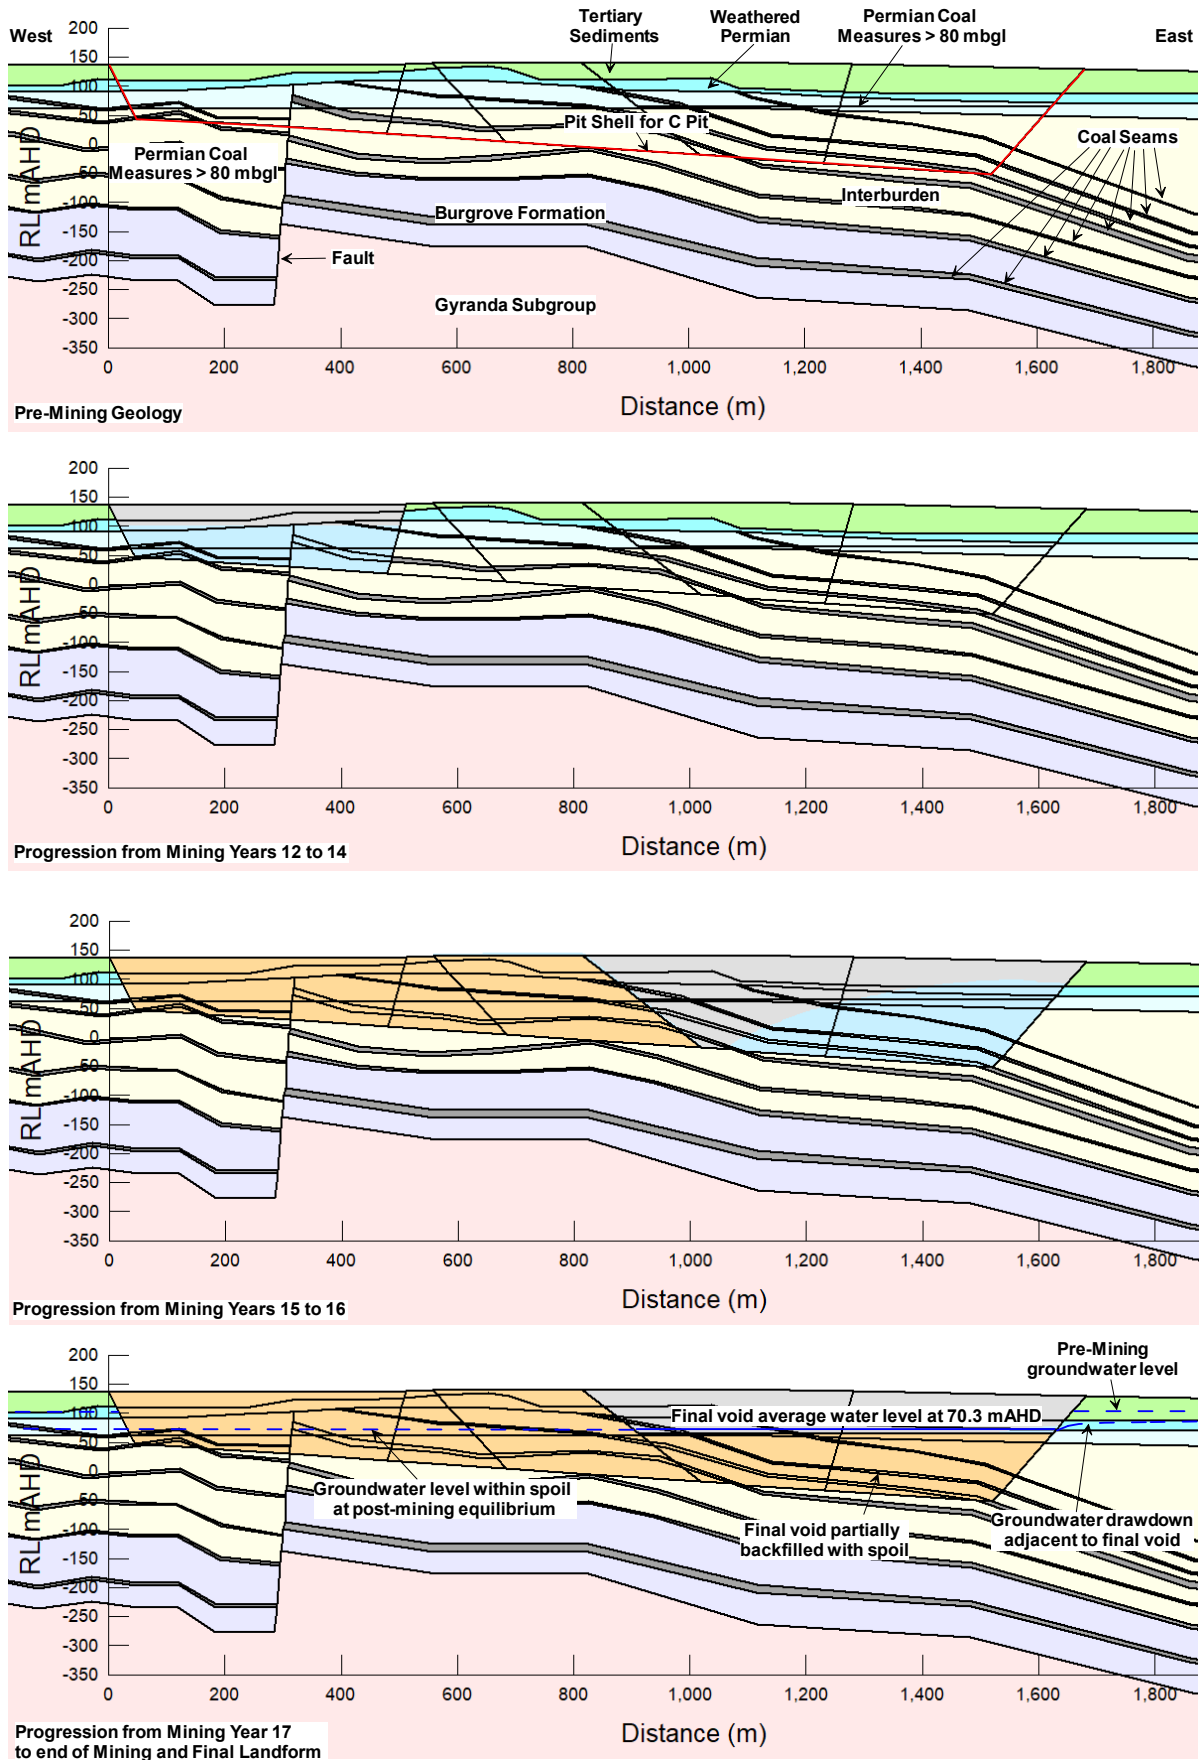 West
Tertiary
Sediments
Weathered
Permian
Permian Coal
Measures > 80 mbgl
East
200
150
100
50
0
-50
-100
-150
-200
-250
-300
-350
RL mAHD
Pit Shell for C Pit
Coal Seams
Permian Coal
Measures > 80 mbgl
Interburden
Burgrove Formation
Fault
Gyranda Subgroup
0 200 400 600 800 1,000 1,200 1,400 1,600 1,800
Distance (m)
Pre-Mining Geology
200
150
100
50
0
-50
-100
-150
-200
-250
-300
-350
RL mAHD
0 200 400 600 800 1,000 1,200 1,400 1,600 1,800
Distance (m)
Progression from Mining Years 12 to 14
200
150
100
50
0
-50
-100
-150
-200
-250
-300
-350
RL mAHD
0 200 400 600 800 1,000 1,200 1,400 1,600 1,800
Distance (m)
Progression from Mining Years 15 to 16
200
150
100
50
0
-50
-100
-150
-200
-250
-300
-350
RL mAHD
Pre-Mining
groundwater level
Final void average water level at 70.3 mAHD
Groundwater level within spoil
at post-mining equilibrium
Final void partially
backfilled with spoil
Groundwater drawdown
adjacent to final void
0 200 400 600 800 1,000 1,200 1,400 1,600 1,800
Distance (m)
Progression from Mining Year 17
to end of Mining and Final Landform